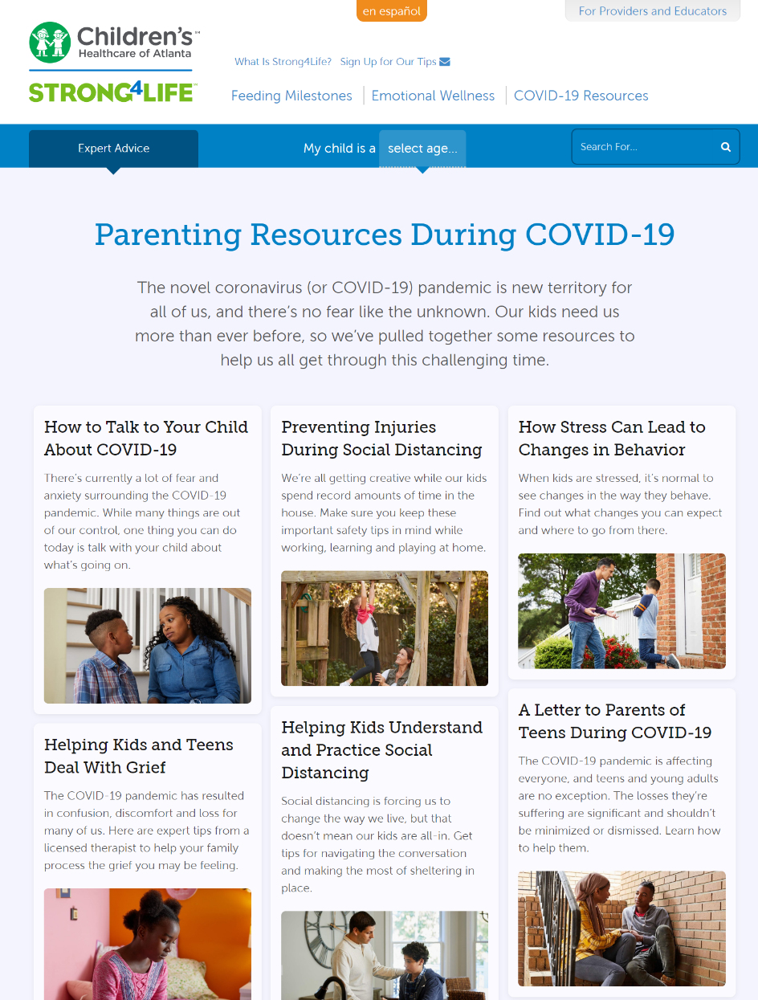 en español
For Providers and Educators
Children's℠
Healthcare of Atlanta
STRONG4LIFE
What Is Strong4Life? Sign Up for Our Tips
Feeding Milestones
Emotional Wellness
COVID-19 Resources
Expert Advice
My child is a select age...
Search For...
Parenting Resources During COVID-19
The novel coronavirus (or COVID-19) pandemic is new territory for
all of us, and there's no fear like the unknown. Our kids need us
more than ever before, so we've pulled together some resources to
help us all get through this challenging time.
How to Talk to Your Child
About COVID-19
There's currently a lot of fear and
anxiety surrounding the COVID-19
pandemic. While many things are out
of our control, one thing you can do
today is talk with your child about
what's going on.
Preventing Injuries
During Social Distancing
We're all getting creative while our kids
spend record amounts of time in the
house. Make sure you keep these
important safety tips in mind while
working, learning and playing at home.
How Stress Can Lead to
Changes in Behavior
When kids are stressed, it's normal to
see changes in the way they behave.
Find out what changes you can expect
and where to go from there.
Helping Kids and Teens
Deal With Grief
The COVID-19 pandemic has resulted
in confusion, discomfort and loss for
many of us. Here are expert tips from a
licensed therapist to help your family
process the grief you may be feeling.
Helping Kids Understand
and Practice Social
Distancing
Social distancing is forcing us to
change the way we live, but that
doesn't mean our kids are all-in. Get
tips for navigating the conversation
and making the most of sheltering in
place.
A Letter to Parents of
Teens During COVID-19
The COVID-19 pandemic is affecting
everyone, and teens and young adults
are no exception. The losses they're
suffering are significant and shouldn't
be minimized or dismissed. Learn how
to help them.